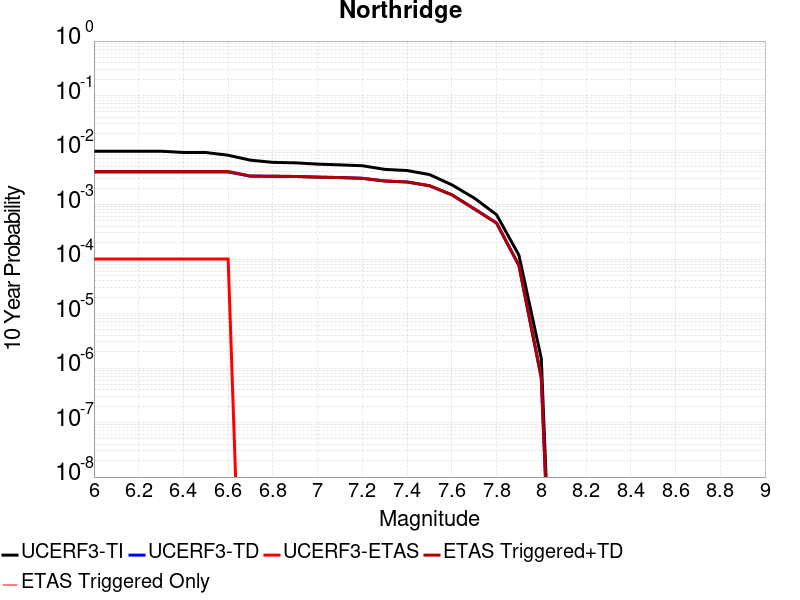 Northridge
10 0
10 -1
10 -2
10 -3
10 -4
10 -5
10 -6
10 -7
10 -8
10 Year Probability
6 6.2 6.4 6.6 6.8 7 7.2 7.4 7.6 7.8 8 8.2 8.4 8.6 8.8 9
Magnitude
UCERF3-TI UCERF3-TD UCERF3-ETAS ETAS Triggered+TD
ETAS Triggered Only